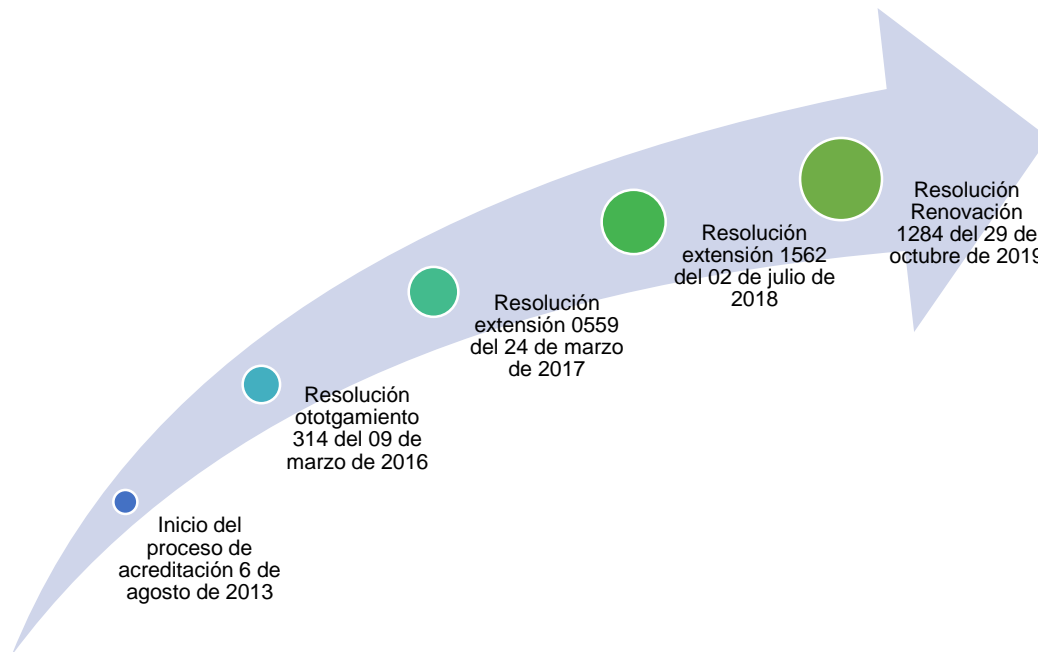 Inicio del
proceso de
acreditación 6 de
agosto de 2013
Resolución
ototgamiento
314 del 09 de
marzo de 2016
Resolución
extensión 0559
del 24 de marzo
de 2017
Resolución
extensión 1562
del 02 de julio de
2018
Resolución
Renovación
1284 del 29 de
octubre de 2019